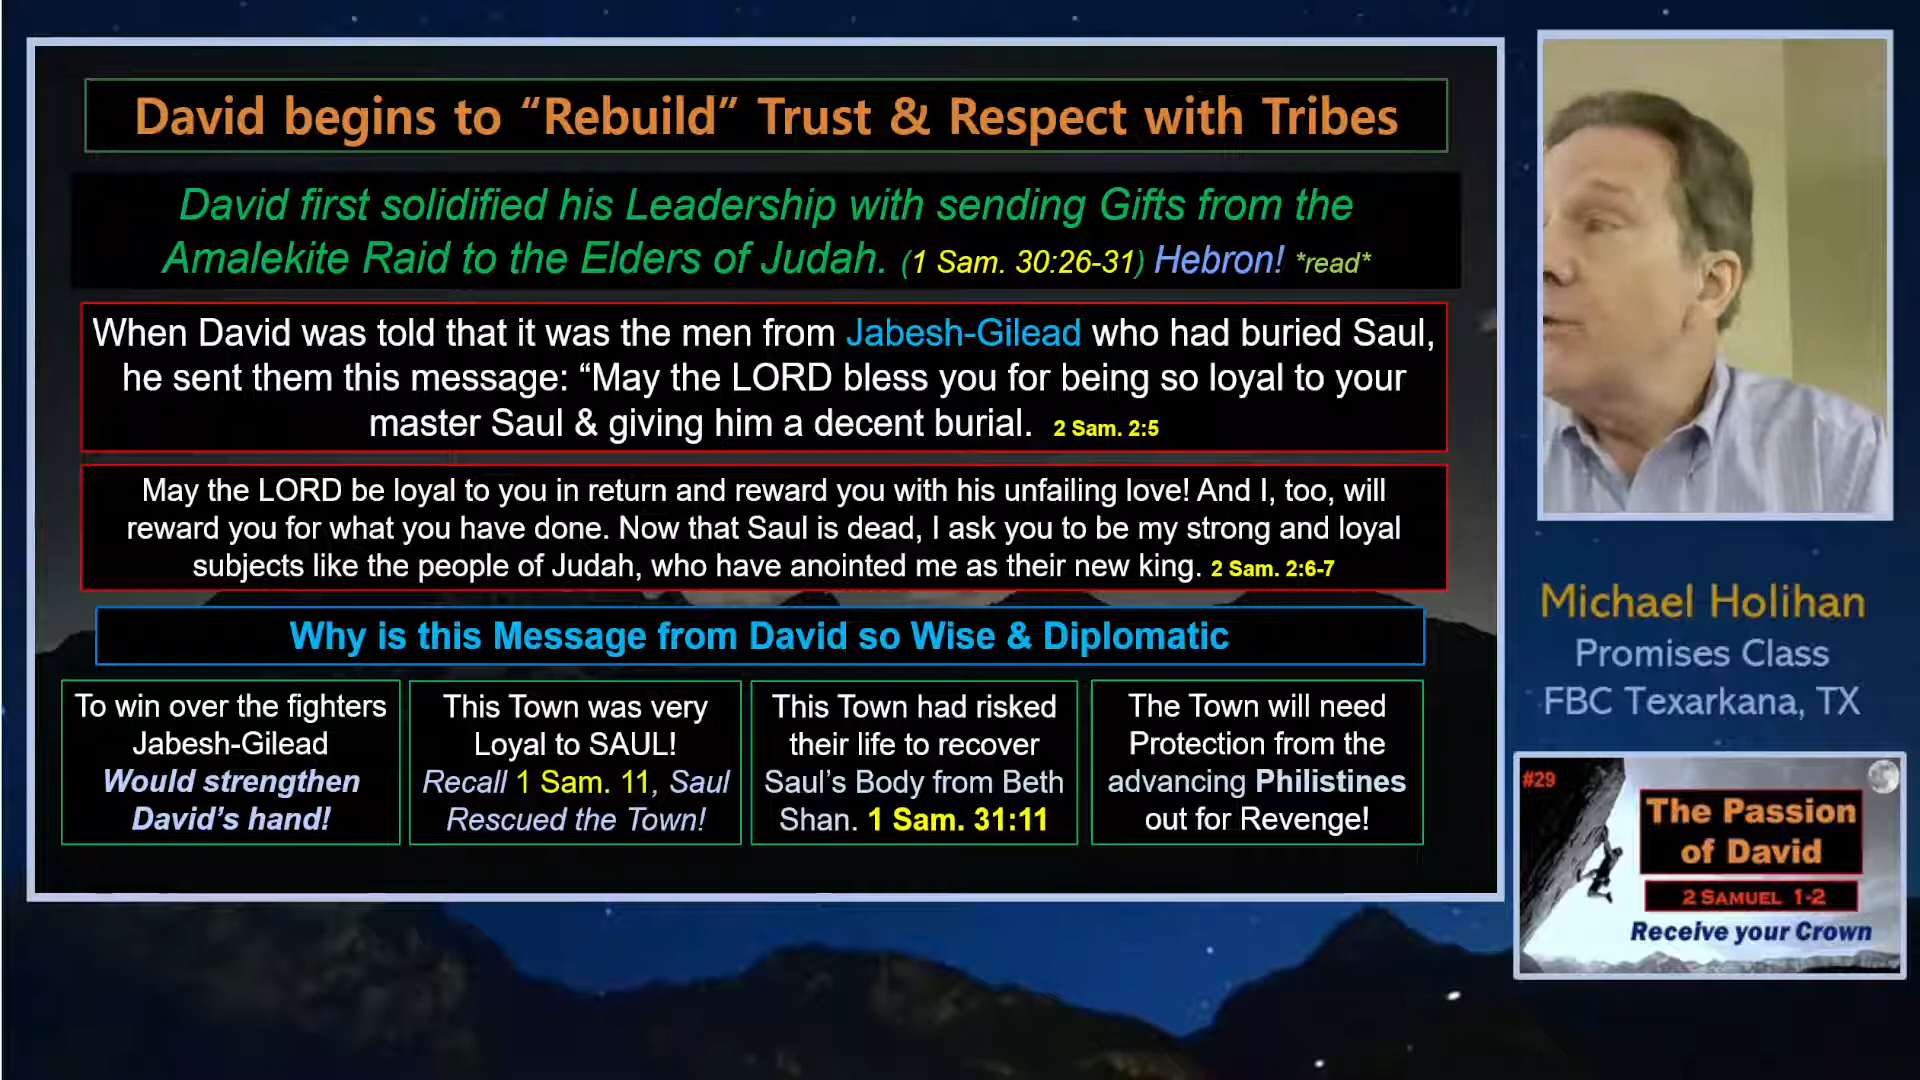 David begins to “Rebuild” Trust & Respect with Tribes
David first solidified his Leadership with sending Gifts from the
Amalekite Raid to the Elders of Judah. (1 Sam. 30:26-31) Hebron! *read*
When David was told that it was the men from Jabesh-Gilead who had buried Saul,
he sent them this message: “May the LORD bless you for being so loyal to your
master Saul & giving him a decent burial. 2 Sam. 2:5
May the LORD be loyal to you in return and reward you with his unfailing love! And I, too, will
reward you for what you have done. Now that Saul is dead, I ask you to be my strong and loyal
subjects like the people of Judah, who have anointed me as their new king. 2 Sam. 2:6-7
Why is this Message from David so Wise & Diplomatic
To win over the fighters
Jabesh-Gilead
Would strengthen
David’s hand!
This Town was very
Loyal to SAUL!
Recall 1 Sam. 11, Saul
Rescued the Town!
This Town had risked
their life to recover
Saul’s Body from Beth
Shan. 1 Sam. 31:11
The Town will need
Protection from the
advancing Philistines
out for Revenge!
Michael Holihan
Promises Class
FBC Texarkana, TX
#29
The Passion
of David
2 SAMUEL 1-2
Receive your Crown